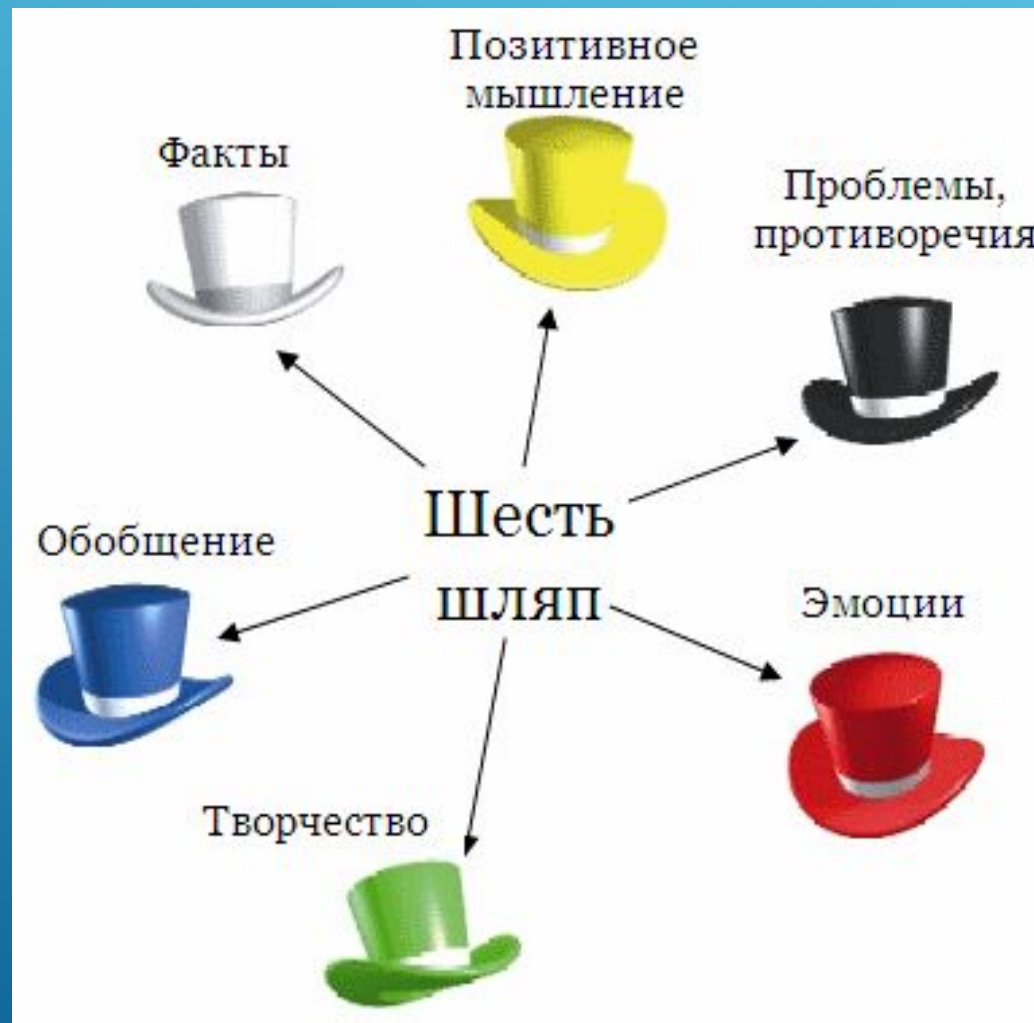 Позитивное
мышление
Факты
Проблемы,
противоречия
Шесть
шляп
Обобщение
Эмоции
Творчество